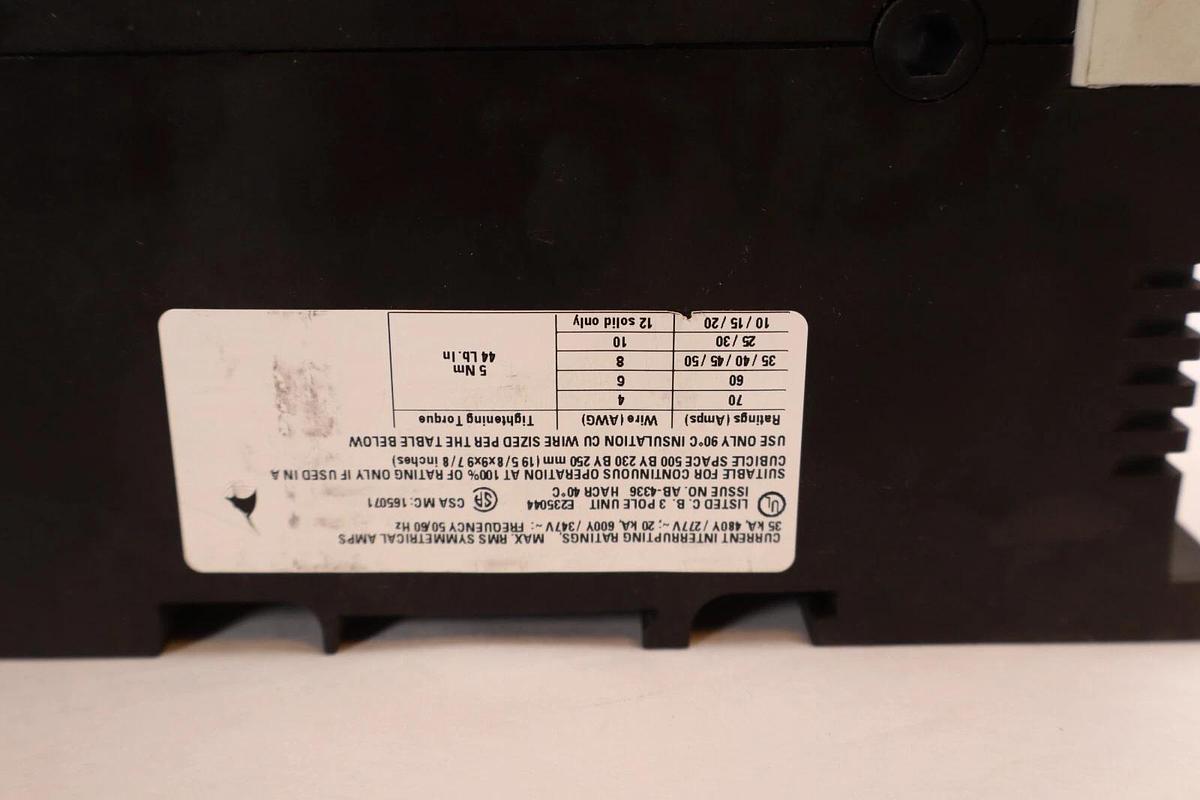 CURRENT INTERRUPTING RATINGS, MAX. RMS SYMMETRICAL AMPS
35 kA, 480Y / 277V ~; 20 kA, 600Y / 347V ~: FREQUENCY 50/60 Hz
UL LISTED C. B. 3 POLE UNIT E235044 SA CSA MC: 165071
ISSUE NO. AB-4336 HACR 40°C
SUITABLE FOR CONTINUOUS OPERATION AT 100% OF RATING ONLY IF USED IN A
CUBICLE SPACE 500 BY 230 BY 250 mm (19 5/8x9x9 7/8 inches)
USE ONLY 90°C INSULATION CU WIRE SIZED PER THE TABLE BELOW
Ratings (Amps) Wire (AWG) Tightening Torque
70 4
60 6
35 / 40 / 45 / 50 8
25 / 30 10
10 / 15 / 20 12 solid only
5 Nm
44 Lb.In